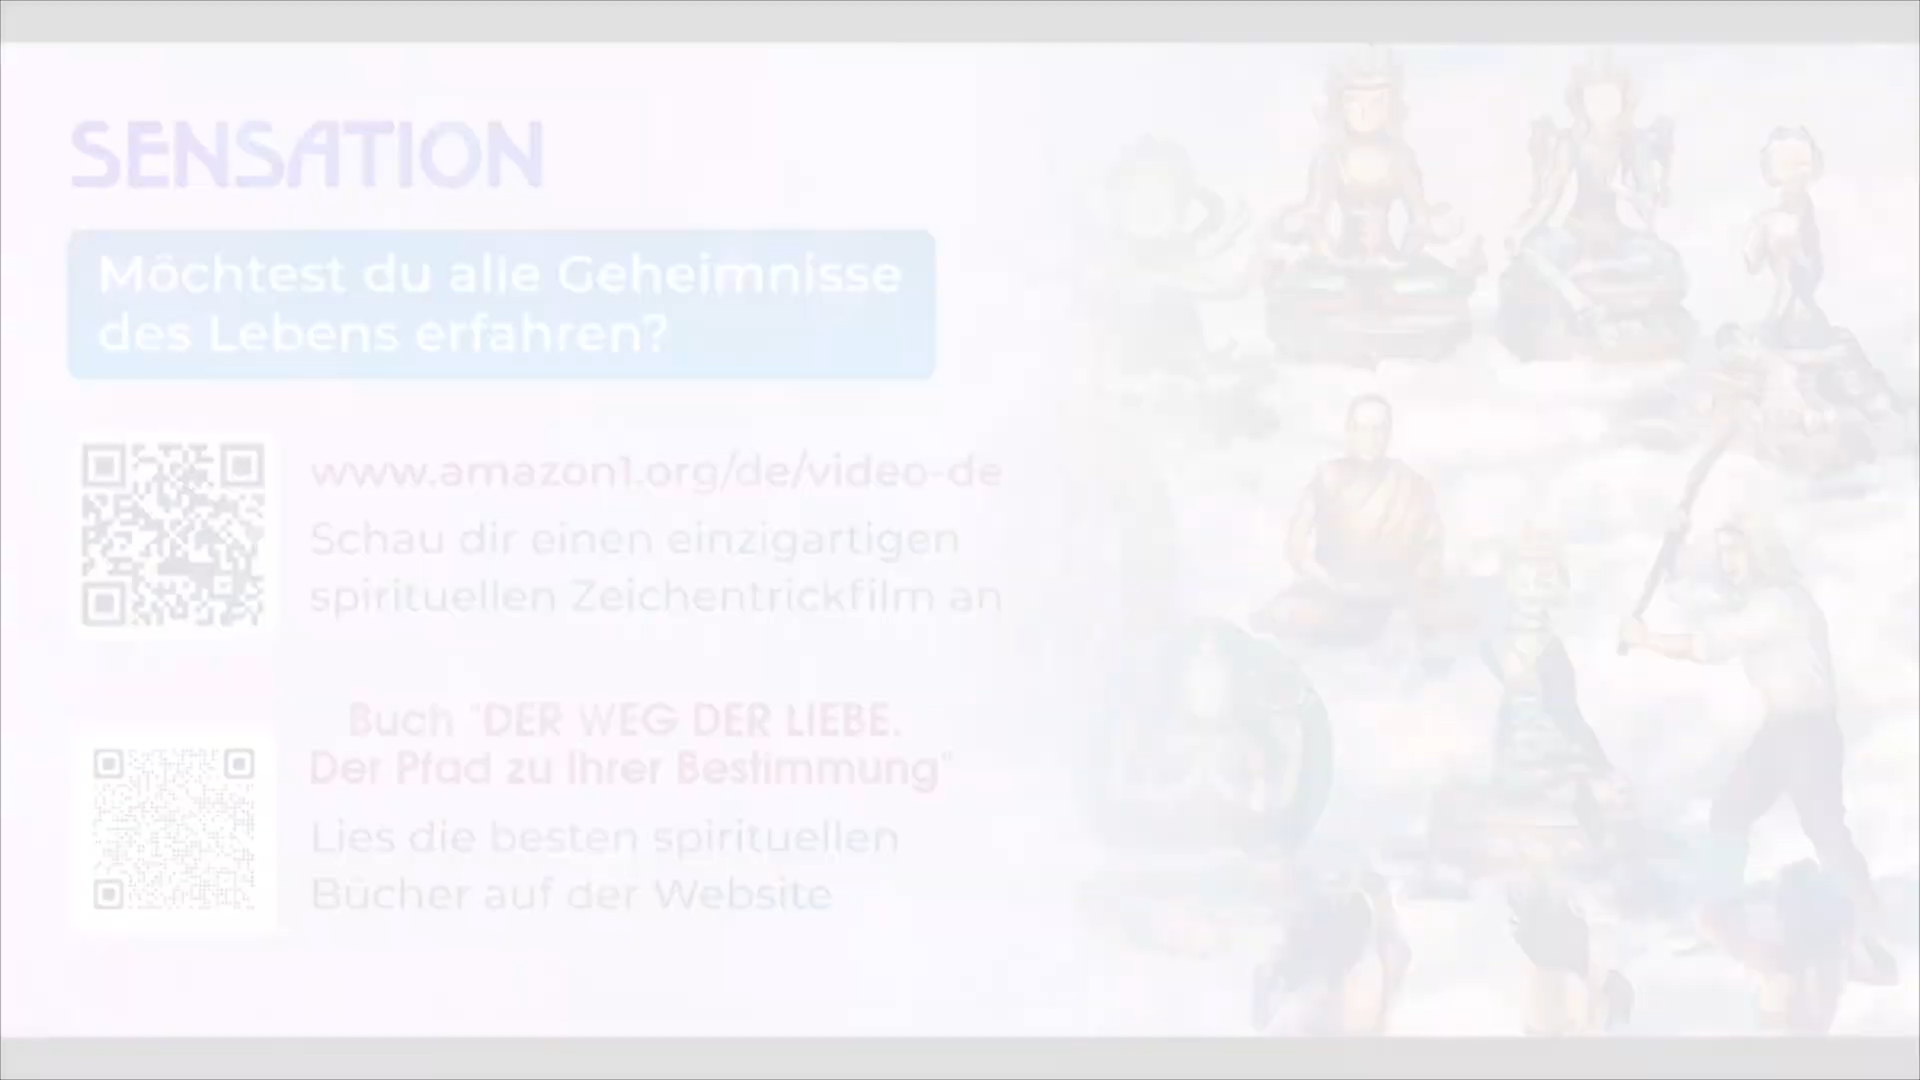 SENSATION
Möchtest du alle Geheimnisse
des Lebens erfahren?
www.amazon1.org/de/video-de
Schau dir einen einzigartigen
spirituellen Zeichentrickfilm an
Buch "DER WEG DER LIEBE.
Der Pfad zu Ihrer Bestimmung"
Lies die besten spirituellen
Bücher auf der Website